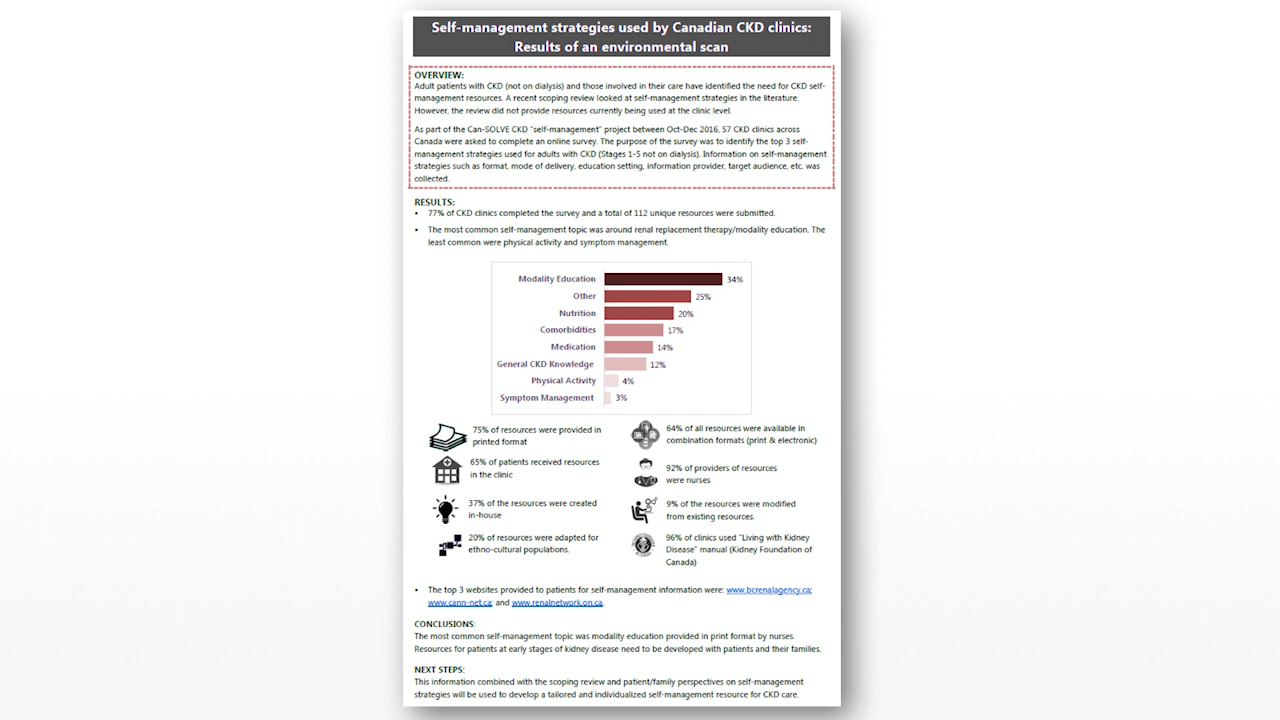 Self-management strategies used by Canadian CKD clinics:
Results of an environmental scan
OVERVIEW:
Adult patients with CKD (not on dialysis) and those involved in their care have identified the need for CKD self-
management resources. A recent scoping review looked at self-management strategies in the literature.
However, the review did not provide resources currently being used at the clinic level.
As part of the Can-SOLVE CKD "self-management" project between Oct-Dec 2016, 57 CKD clinics across
Canada were asked to complete an online survey. The purpose of the survey was to identify the top 3 self-
management strategies used for adults with CKD (Stages 1-5 not on dialysis). Information on self-management
strategies such as format, mode of delivery, education setting, information provider, target audience, etc. was
collected.
RESULTS:
• 77% of CKD clinics completed the survey and a total of 112 unique resources were submitted.
• The most common self-management topic was around renal replacement therapy/modality education. The
least common were physical activity and symptom management.
Modality Education 34%
Other 25%
Nutrition 20%
Comorbidities 17%
Medication 14%
General CKD Knowledge 12%
Physical Activity 4%
Symptom Management 3%
75% of resources were provided in
printed format
64% of all resources were available in
combination formats (print & electronic)
65% of patients received resources
in the clinic
92% of providers of resources
were nurses
37% of the resources were created
in-house
9% of the resources were modified
from existing resources.
20% of resources were adapted for
ethno-cultural populations.
96% of clinics used "Living with Kidney
Disease" manual (Kidney Foundation of
Canada)
• The top 3 websites provided to patients for self-management information were: www.bcrenalagency.ca;
www.cann-net.ca; and www.renalnetwork.on.ca.
CONCLUSIONS:
The most common self-management topic was modality education provided in print format by nurses.
Resources for patients at early stages of kidney disease need to be developed with patients and their families.
NEXT STEPS:
This information combined with the scoping review and patient/family perspectives on self-management
strategies will be used to develop a tailored and individualized self-management resource for CKD care.